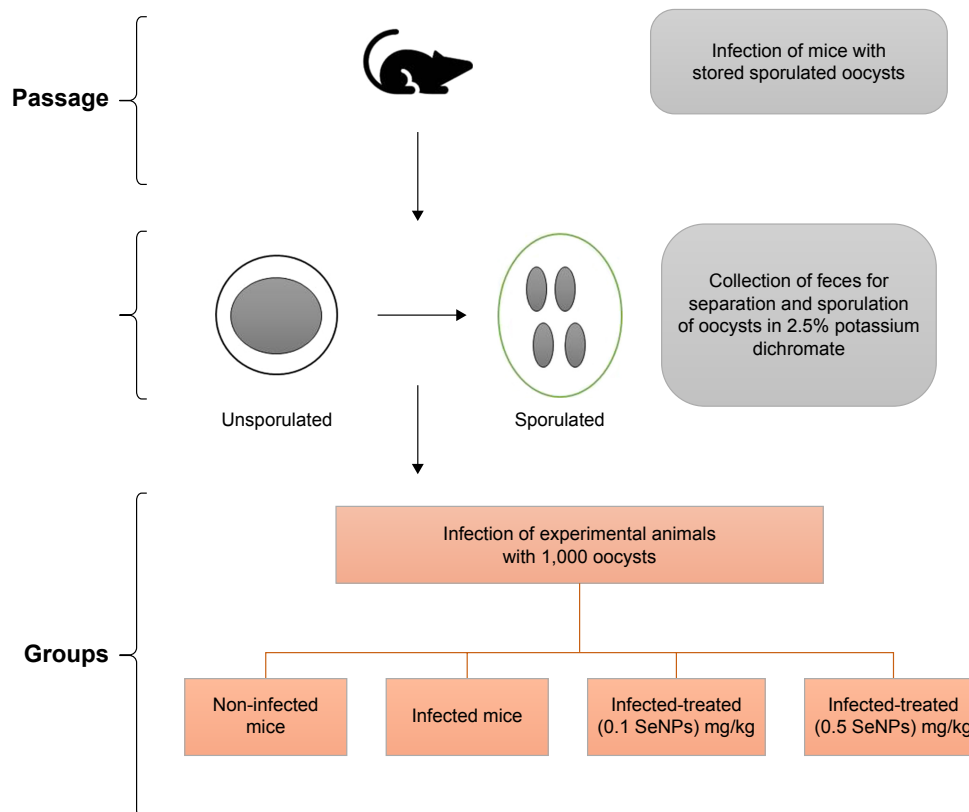 Passage
Infection of mice with
stored sporulated oocysts
Collection of feces for
separation and sporulation
of oocysts in 2.5% potassium
dichromate
Unsporulated
Sporulated
Infection of experimental animals
with 1,000 oocysts
Groups
Non-infected
mice
Infected mice
Infected-treated
(0.1 SeNPs) mg/kg
Infected-treated
(0.5 SeNPs) mg/kg